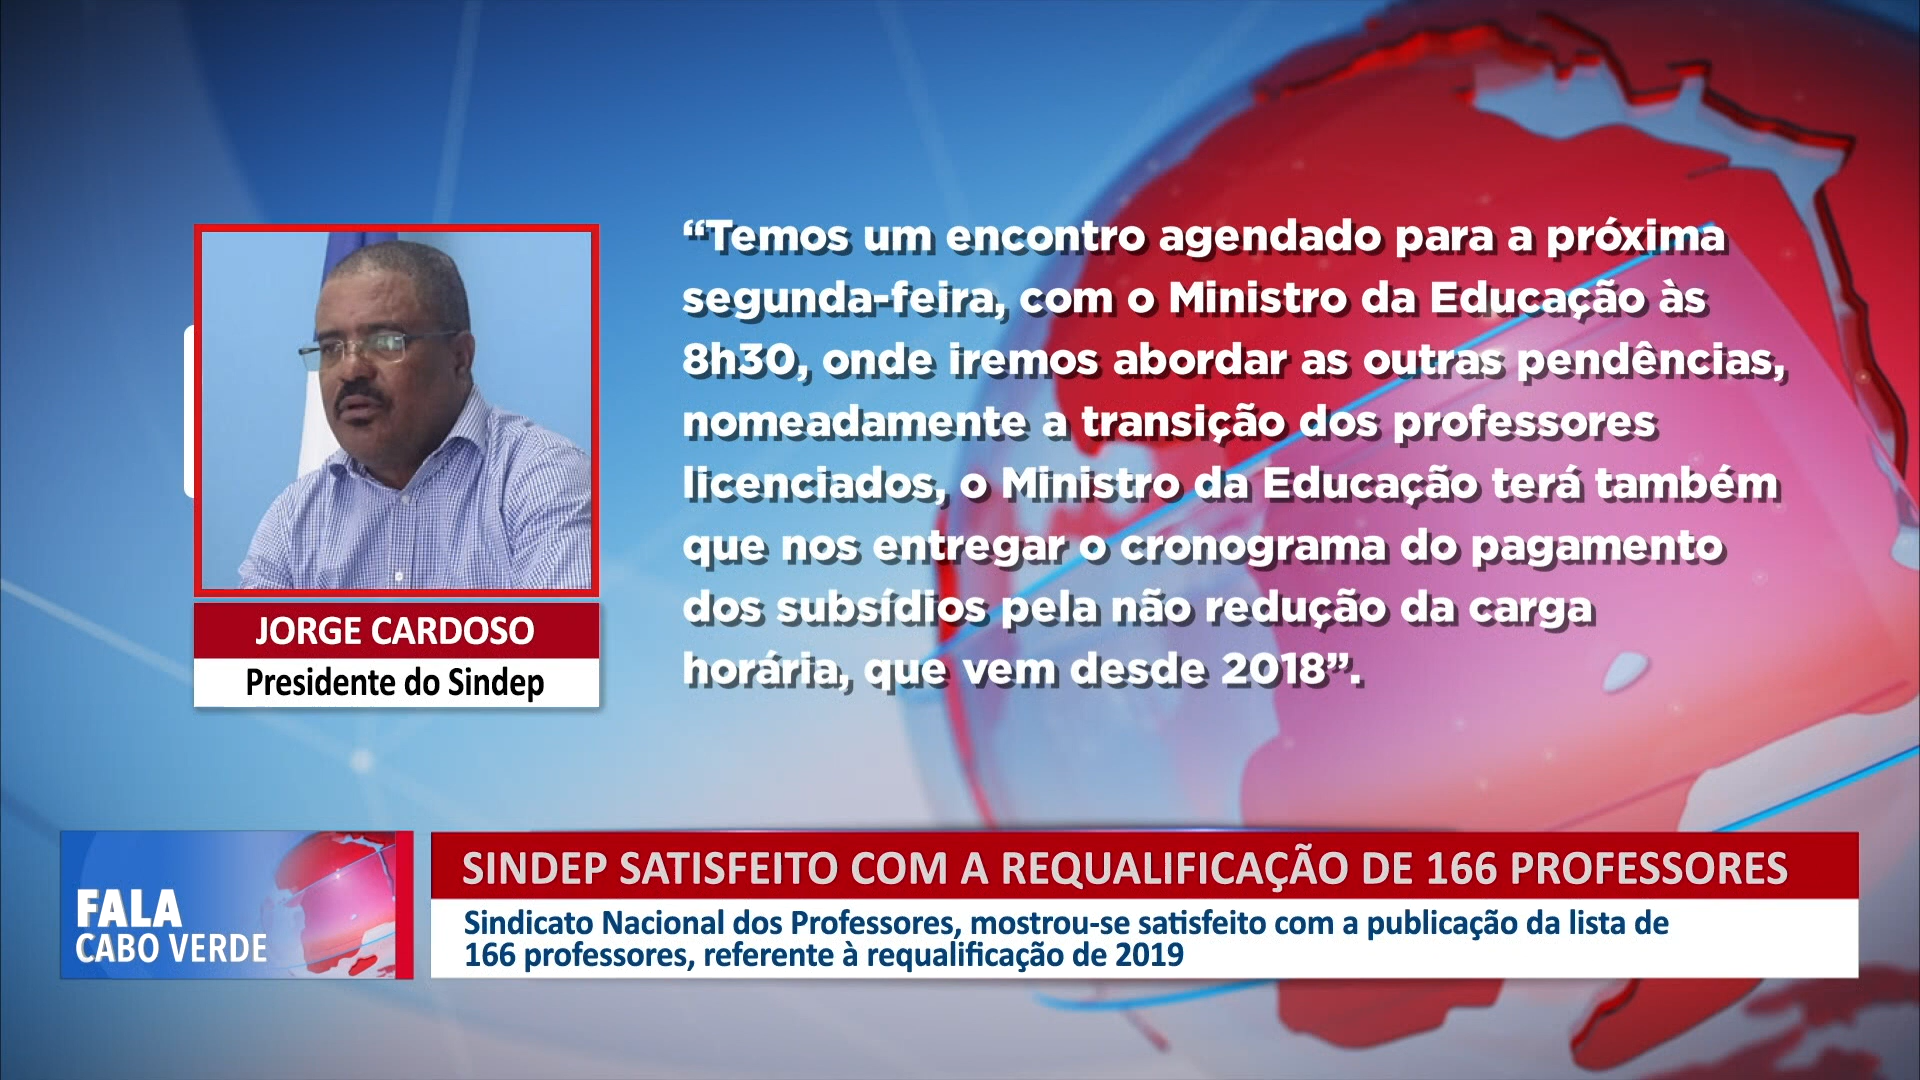 “Temos um encontro agendado para a próxima
segunda-feira, com o Ministro da Educação às
8h30, onde iremos abordar as outras pendências,
nomeadamente a transição dos professores
licenciados, o Ministro da Educação terá também
que nos entregar o cronograma do pagamento
dos subsídios pela não redução da carga
horária, que vem desde 2018”.
JORGE CARDOSO
Presidente do Sindep
FALA
CABO VERDE
SINDEP SATISFEITO COM A REQUALIFICAÇÃO DE 166 PROFESSORES
Sindicato Nacional dos Professores, mostrou-se satisfeito com a publicação da lista de
166 professores, referente à requalificação de 2019